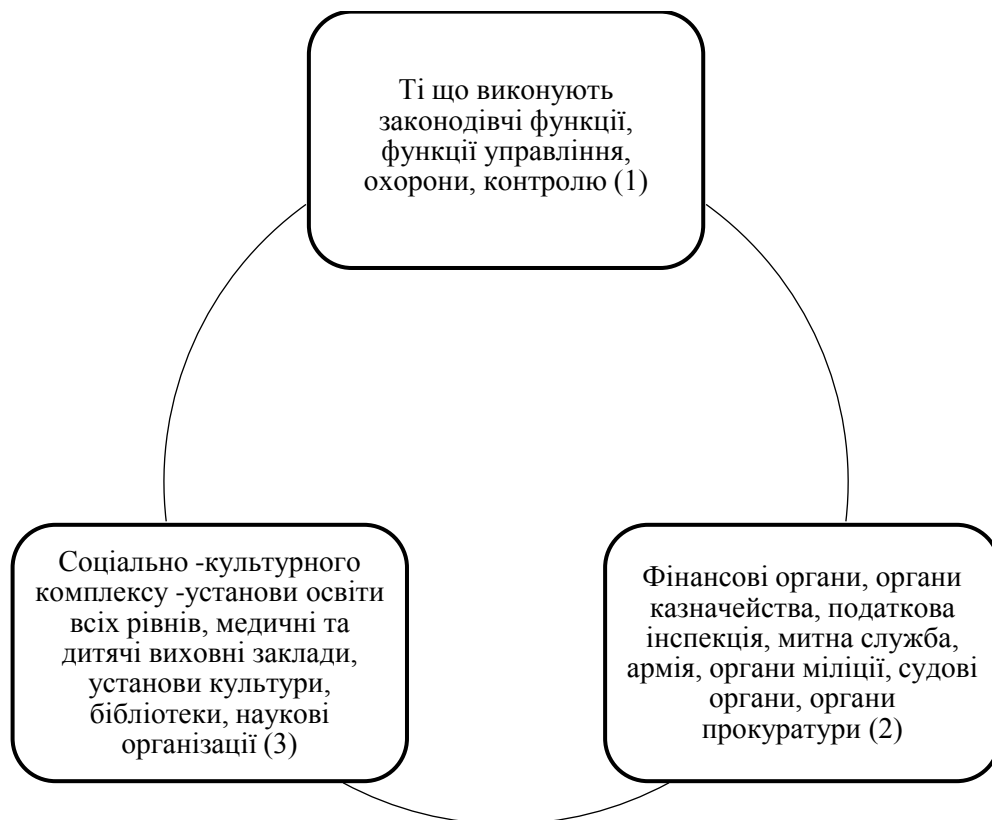 Ті що виконують
законодівчі функції,
функції управління,
охорони, контролю (1)
Соціально -культурного
комплексу -установи освіти
всіх рівнів, медичні та
дитячі виховні заклади,
установи культури,
бібліотеки, наукові
організації (3)
Фінансові органи, органи
казначейства, податкова
інспекція, митна служба,
армія, органи міліції, судові
органи, органи
прокуратури (2)